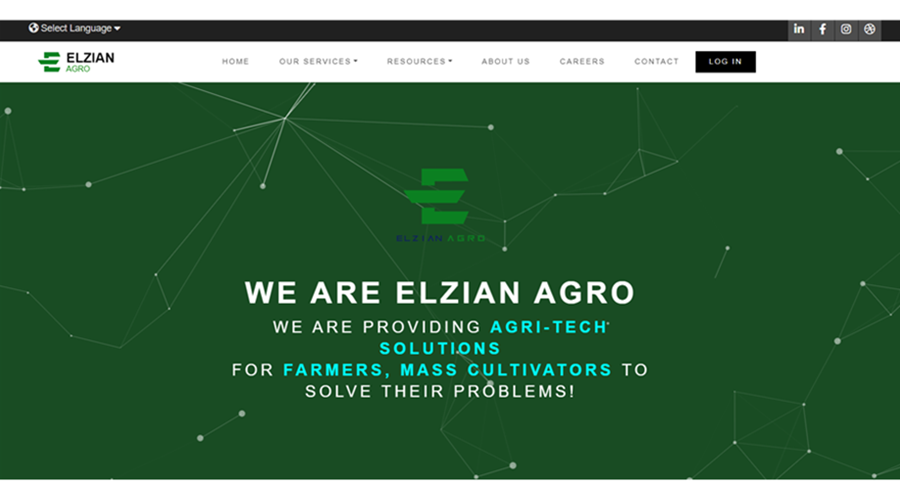 Select Language
ELZIAN
AGRO
HOME OUR SERVICES RESOURCES ABOUT US CAREERS CONTACT LOG IN
ELZIAN AGRO
WE ARE ELZIAN AGRO
WE ARE PROVIDING AGRI-TECH
SOLUTIONS
FOR FARMERS, MASS CULTIVATORS TO
SOLVE THEIR PROBLEMS!